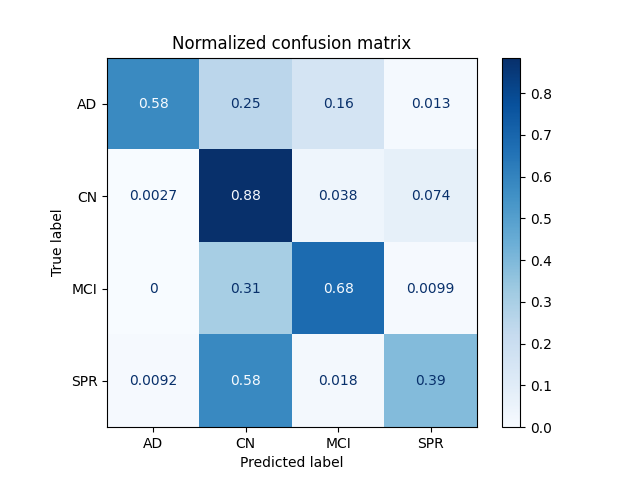 Normalized confusion matrix
AD 0.58 0.25 0.16 0.013
CN 0.0027 0.88 0.038 0.074
MCI 0 0.31 0.68 0.0099
SPR 0.0092 0.58 0.018 0.39
AD CN MCI SPR
Predicted label
True label
0.8
0.7
0.6
0.5
0.4
0.3
0.2
0.1
0.0